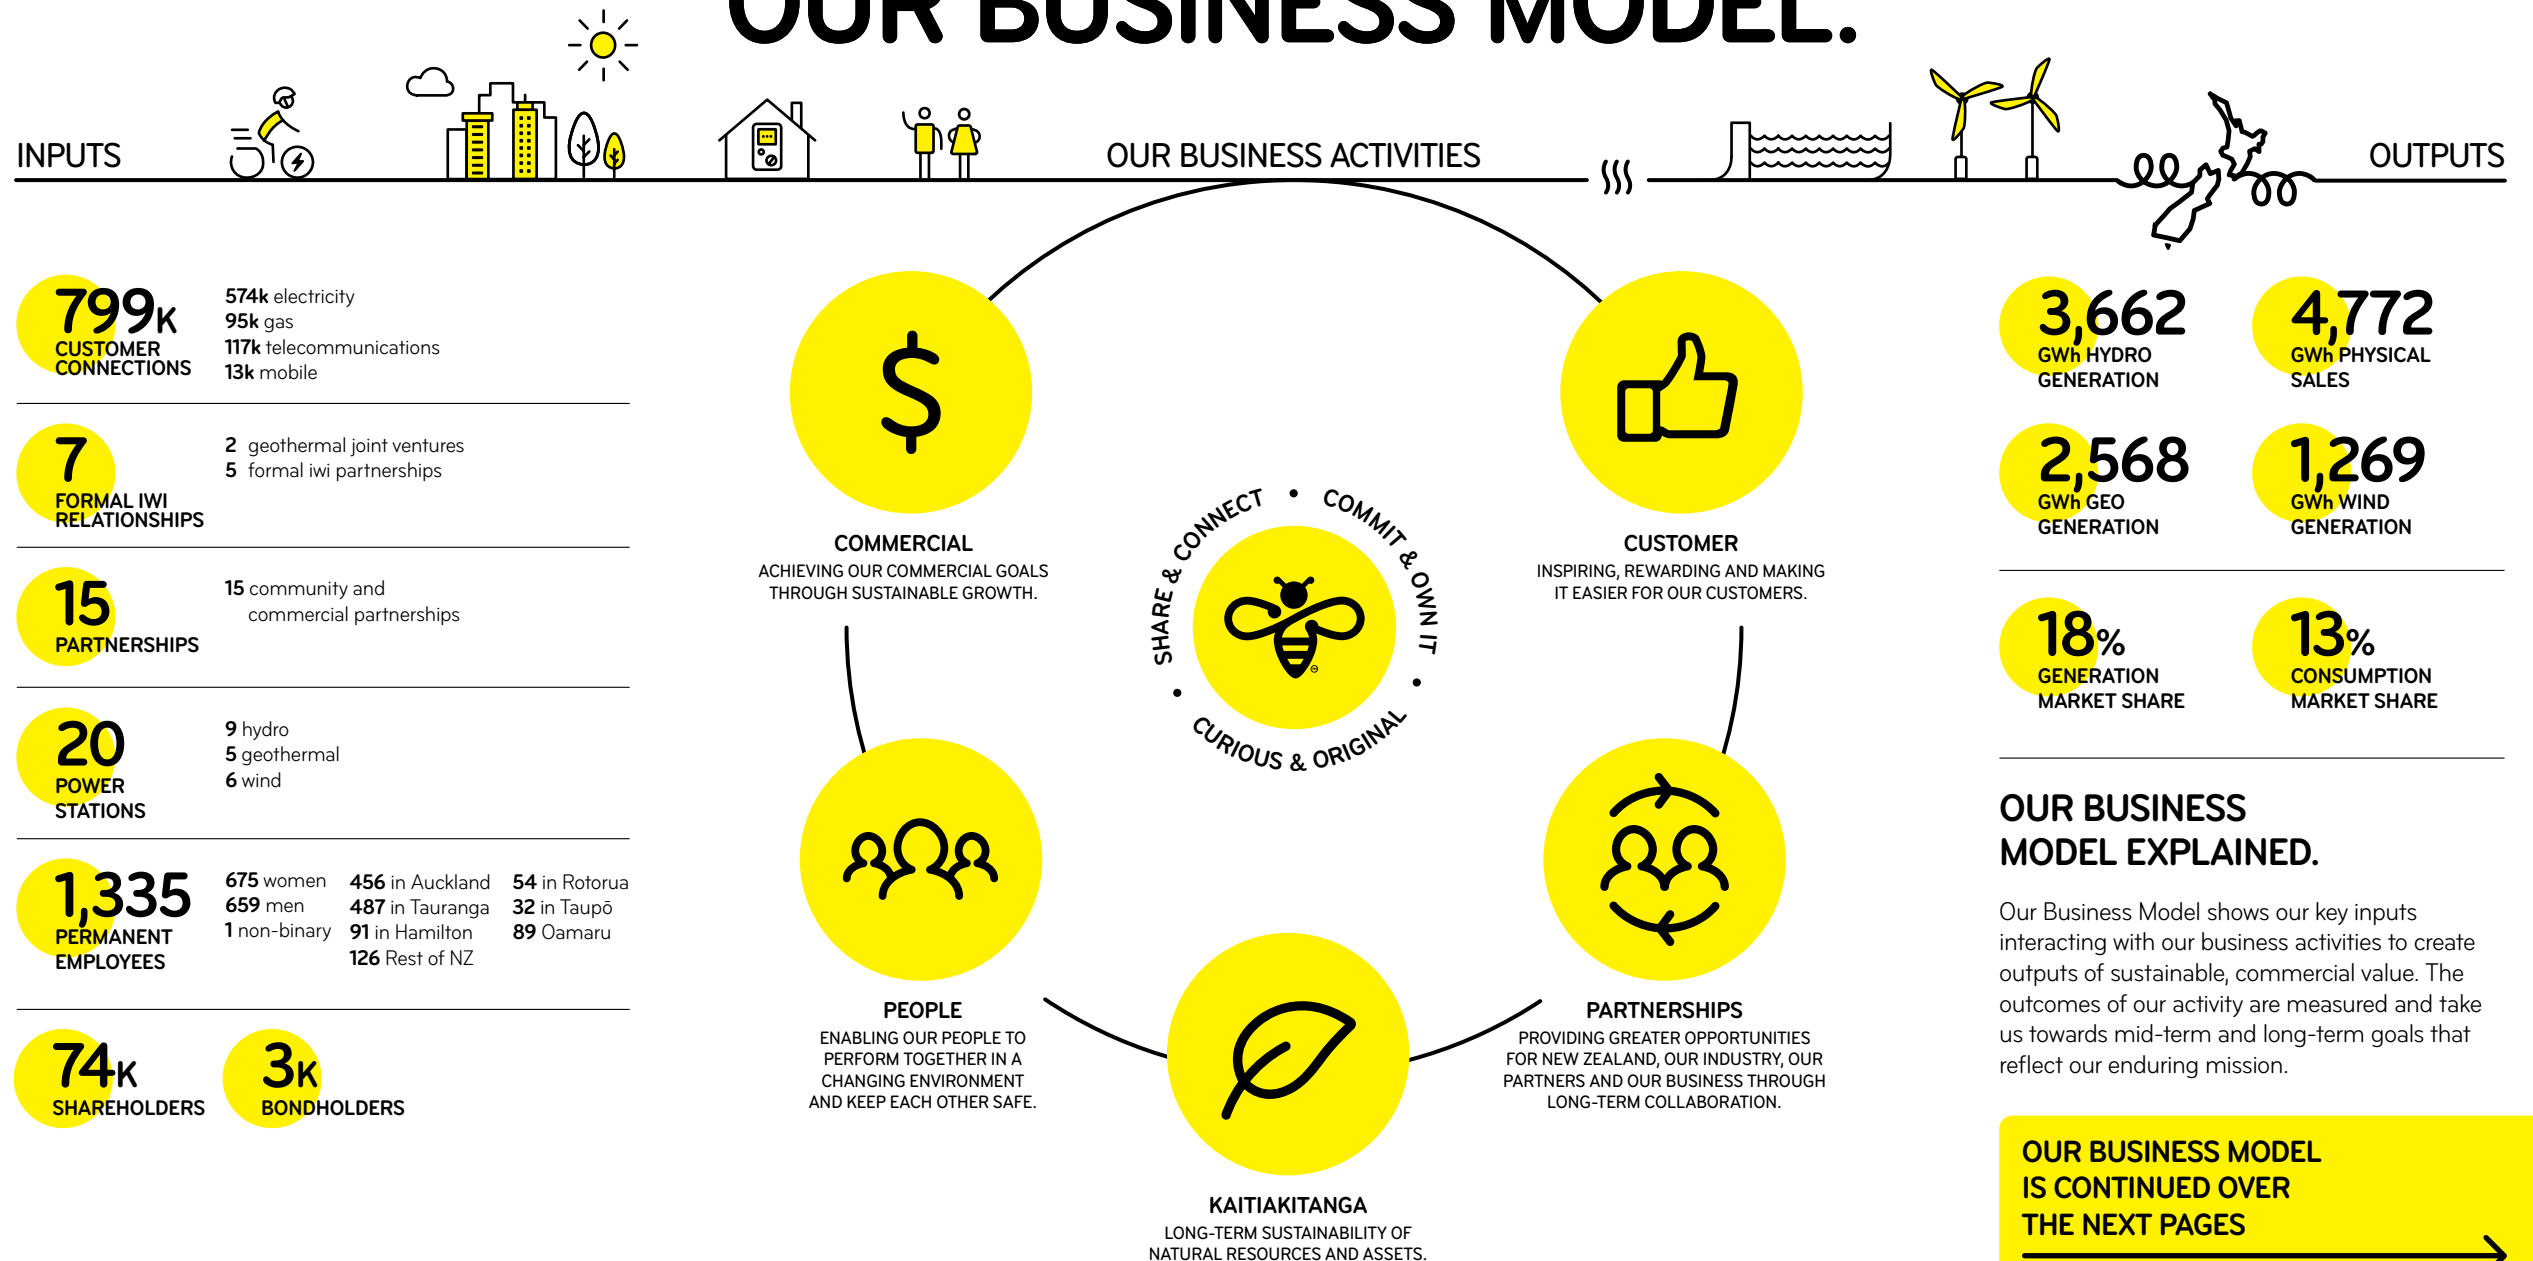 OUR BUSINESS MODEL.
INPUTS
OUR BUSINESS ACTIVITIES
OUTPUTS
799K
CUSTOMER
CONNECTIONS
574k electricity
95k gas
117k telecommunications
13k mobile
7
FORMAL IWI
RELATIONSHIPS
2 geothermal joint ventures
5 formal iwi partnerships
15
PARTNERSHIPS
15 community and
commercial partnerships
20
POWER
STATIONS
9 hydro
5 geothermal
6 wind
1,335
PERMANENT
EMPLOYEES
675 women
659 men
1 non-binary
456 in Auckland
487 in Tauranga
91 in Hamilton
126 Rest of NZ
54 in Rotorua
32 in Taupō
89 Oamaru
74K
SHAREHOLDERS
3K
BONDHOLDERS
$
COMMERCIAL
ACHIEVING OUR COMMERCIAL GOALS
THROUGH SUSTAINABLE GROWTH.
CUSTOMER
INSPIRING, REWARDING AND MAKING
IT EASIER FOR OUR CUSTOMERS.
SHARE & CONNECT • COMMIT & OWN IT • CURIOUS & ORIGINAL •
PEOPLE
ENABLING OUR PEOPLE TO
PERFORM TOGETHER IN A
CHANGING ENVIRONMENT
AND KEEP EACH OTHER SAFE.
PARTNERSHIPS
PROVIDING GREATER OPPORTUNITIES
FOR NEW ZEALAND, OUR INDUSTRY, OUR
PARTNERS AND OUR BUSINESS THROUGH
LONG-TERM COLLABORATION.
KAITIAKITANGA
LONG-TERM SUSTAINABILITY OF
NATURAL RESOURCES AND ASSETS.
3,662
GWh HYDRO
GENERATION
4,772
GWh PHYSICAL
SALES
2,568
GWh GEO
GENERATION
1,269
GWh WIND
GENERATION
18%
GENERATION
MARKET SHARE
13%
CONSUMPTION
MARKET SHARE
OUR BUSINESS
MODEL EXPLAINED.
Our Business Model shows our key inputs
interacting with our business activities to create
outputs of sustainable, commercial value. The
outcomes of our activity are measured and take
us towards mid-term and long-term goals that
reflect our enduring mission.
OUR BUSINESS MODEL
IS CONTINUED OVER
THE NEXT PAGES